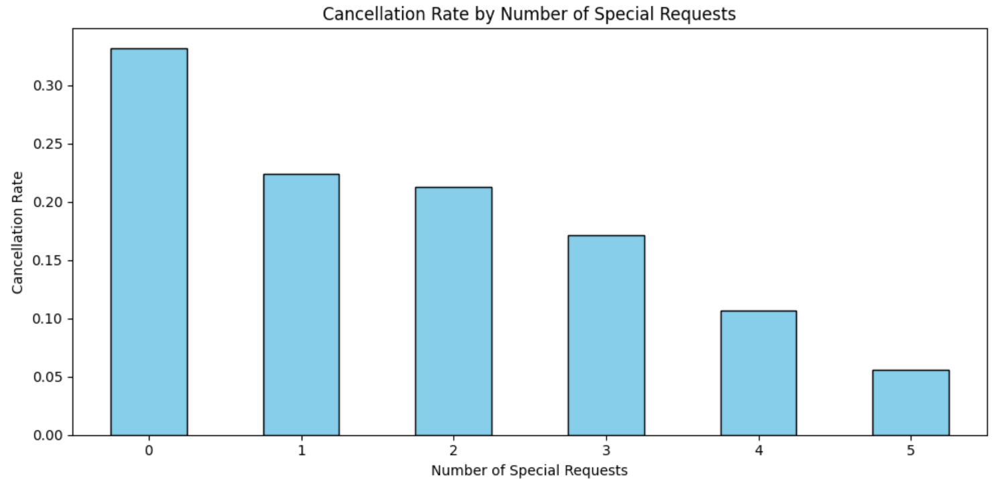 Cancellation Rate by Number of Special Requests
Cancellation Rate
0.30
0.25
0.20
0.15
0.10
0.05
0.00
0 1 2 3 4 5
Number of Special Requests